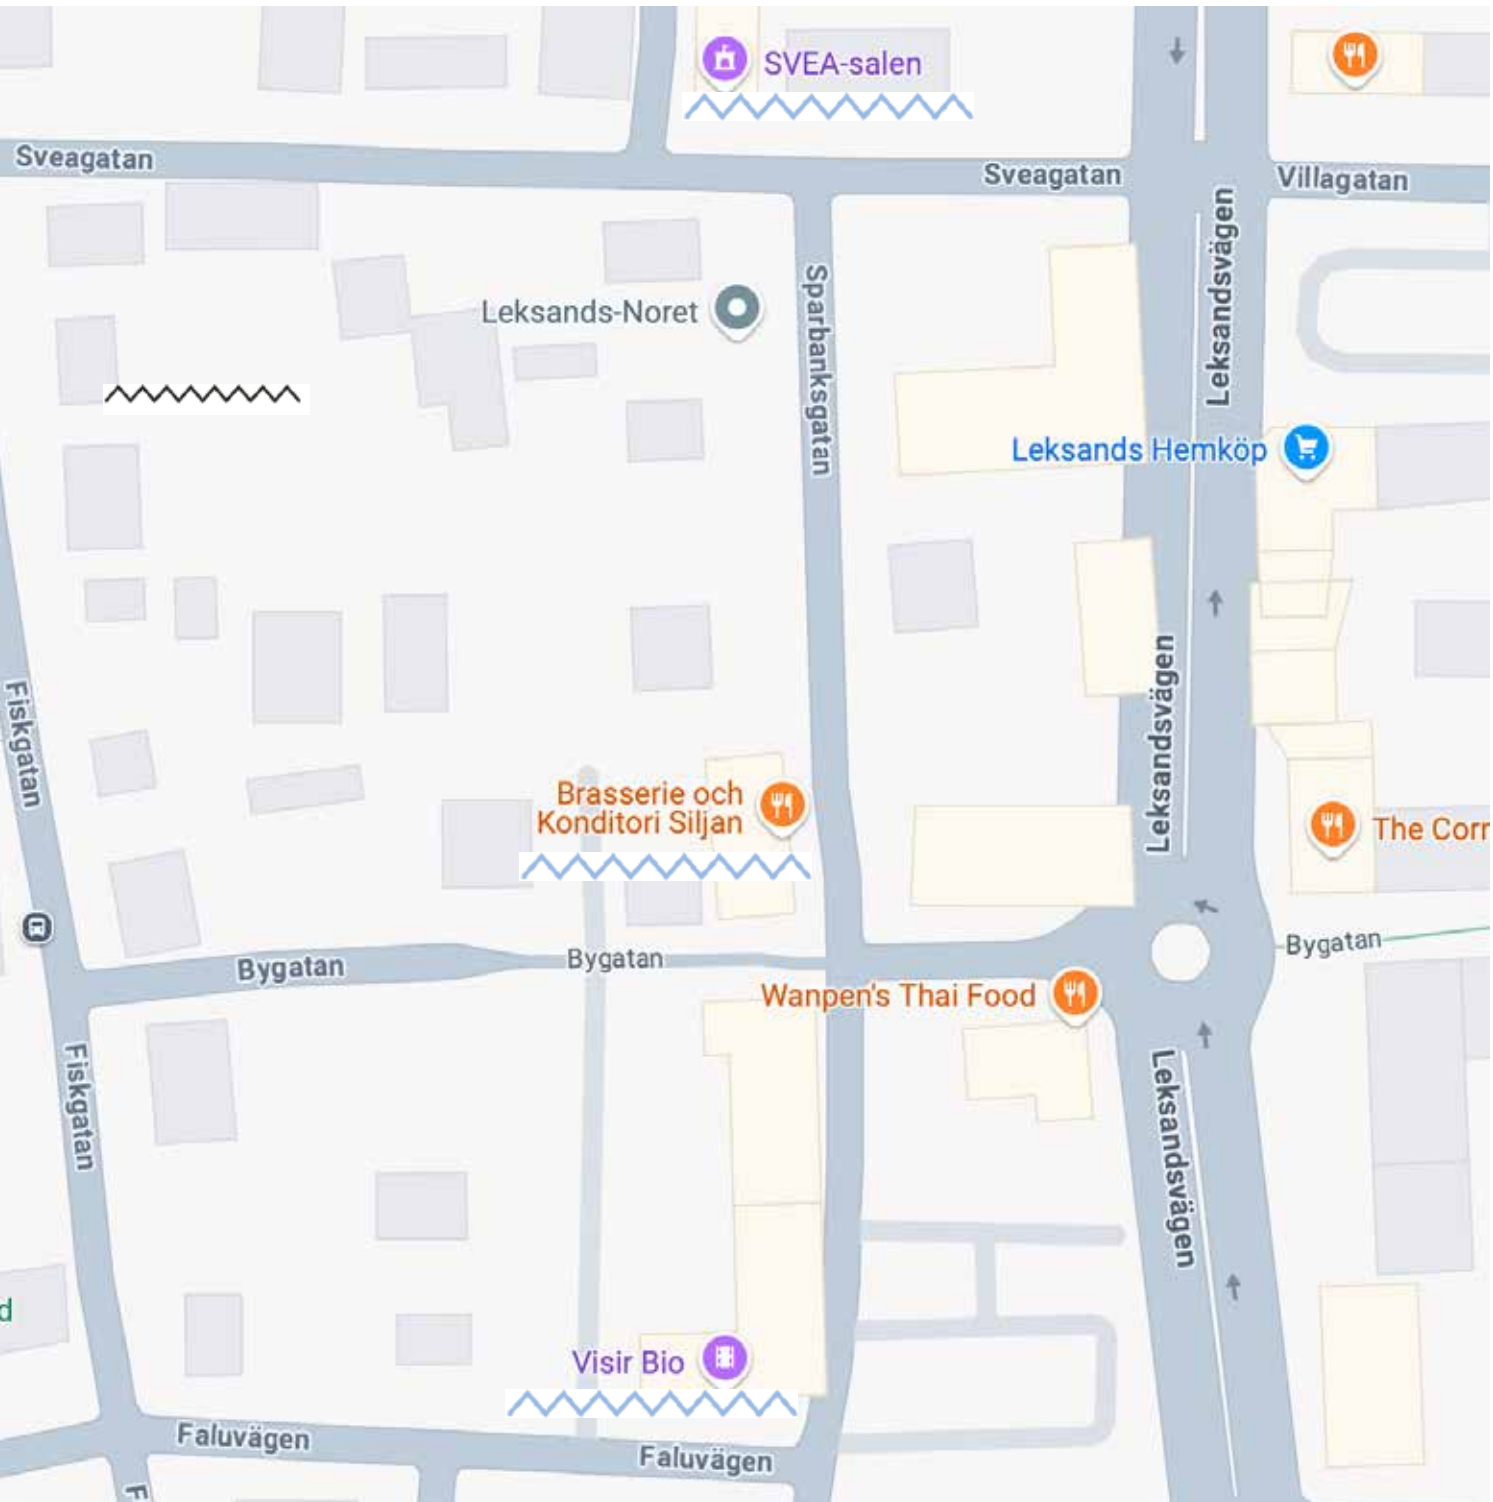 SVEA-salen
Sveagatan
Sveagatan
Villagatan
Leksandsvägen
Sparbanksgatan
Leksands-Noret
Leksands Hemköp
Leksandsvägen
Fiskgatan
Brasserie och
Konditori Siljan
The Corr
Bygatan
Bygatan
Bygatan
Wanpen's Thai Food
Fiskgatan
Leksandsvägen
d
Visir Bio
Faluvägen
Faluvägen
F